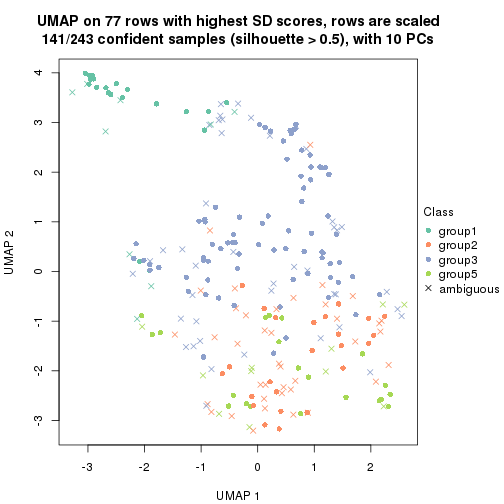 UMAP on 77 rows with highest SD scores, rows are scaled
141/243 confident samples (silhouette > 0.5), with 10 PCs
4
3
2
1
0
-1
-2
-3
UMAP 2
-3 -2 -1 0 1 2
UMAP 1
Class
group1
group2
group3
group5
ambiguous